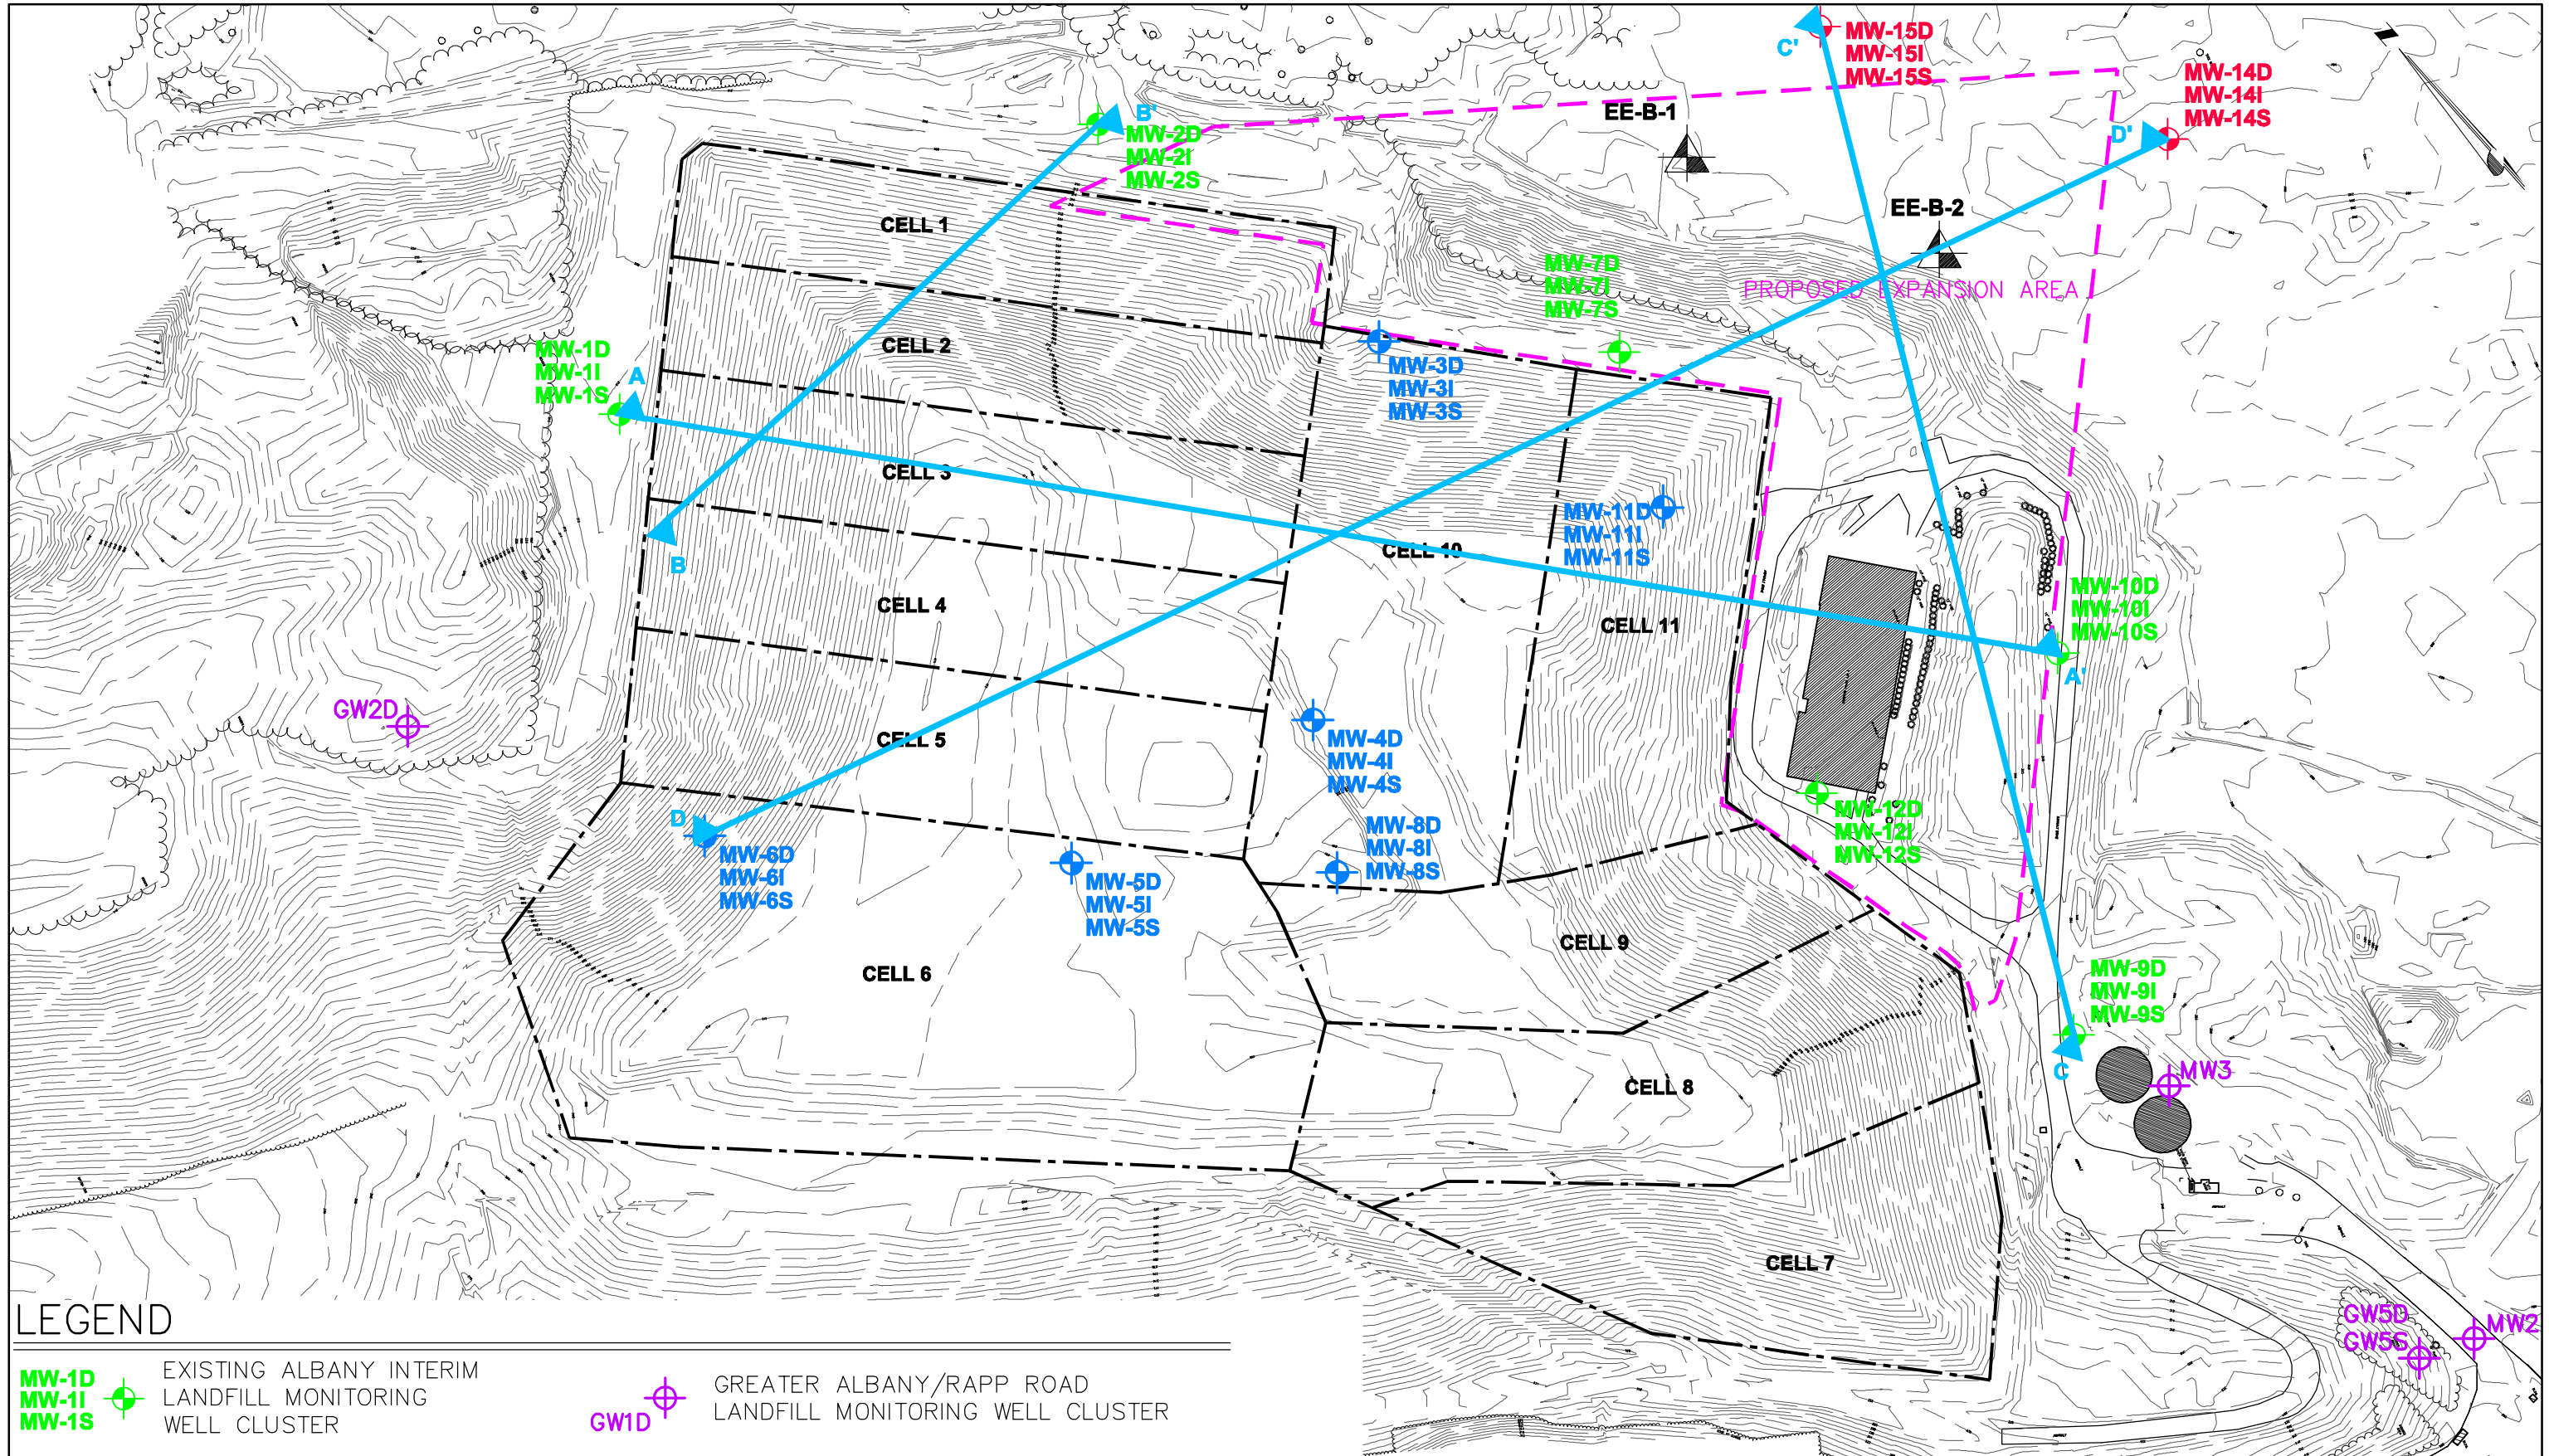 C'
MW-15D
MW-15I
MW-15S
MW-14D
MW-14I
MW-14S
D'
B'
MW-2D
MW-2I
MW-2S
EE-B-1
EE-B-2
CELL 1
MW-7D
MW-7I
MW-7S
PROPOSED EXPANSION AREA
CELL 2
MW-1D
MW-1I
MW-1S
A
MW-3D
MW-3I
MW-3S
CELL 3
MW-11D
MW-11I
MW-11S
CELL 10
B
CELL 4
CELL 11
MW-10D
MW-10I
MW-10S
A'
GW2D
CELL 5
MW-4D
MW-4I
MW-4S
D
MW-6D
MW-6I
MW-6S
MW-5D
MW-5I
MW-5S
MW-8D
MW-8I
MW-8S
MW-12D
MW-12I
MW-12S
CELL 9
CELL 6
MW-9D
MW-9I
MW-9S
C
MW3
CELL 8
CELL 7
GW5D
GW5S
MW2
LEGEND
MW-1D
MW-1I
MW-1S
EXISTING ALBANY INTERIM
LANDFILL MONITORING
WELL CLUSTER
GW1D
GREATER ALBANY/RAPP ROAD
LANDFILL MONITORING WELL CLUSTER